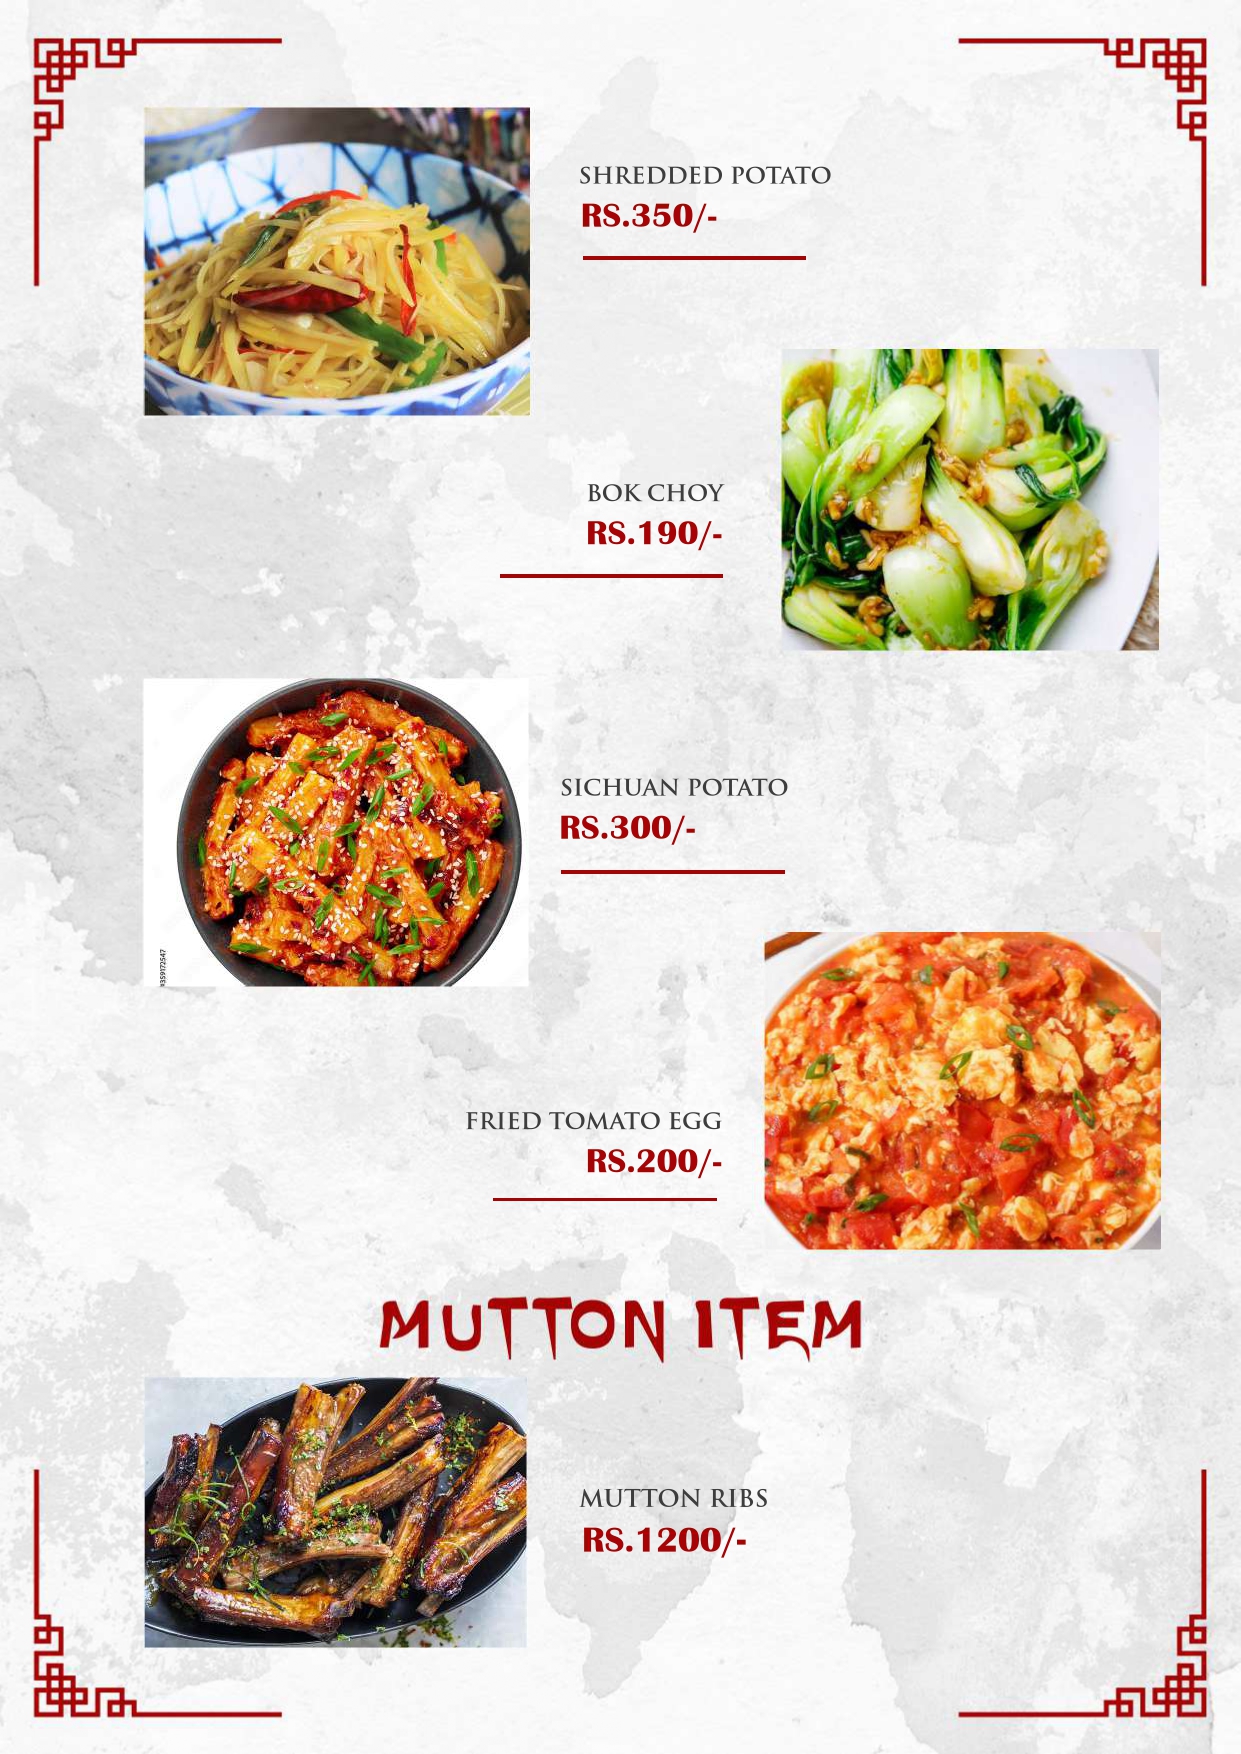 SHREDDED POTATO
RS.350/-
BOK CHOY
RS.190/-
SICHUAN POTATO
RS.300/-
FRIED TOMATO EGG
RS.200/-
MUTTON ITEM
MUTTON RIBS
RS.1200/-